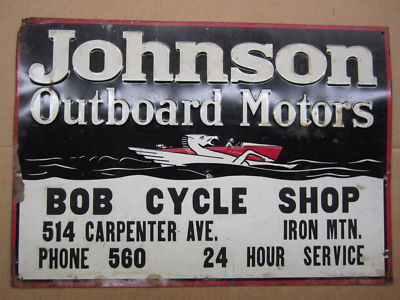 Johnson
Outboard Motors
BOB CYCLE SHOP
514 CARPENTER AVE. IRON MTN.
PHONE 560 24 HOUR SERVICE